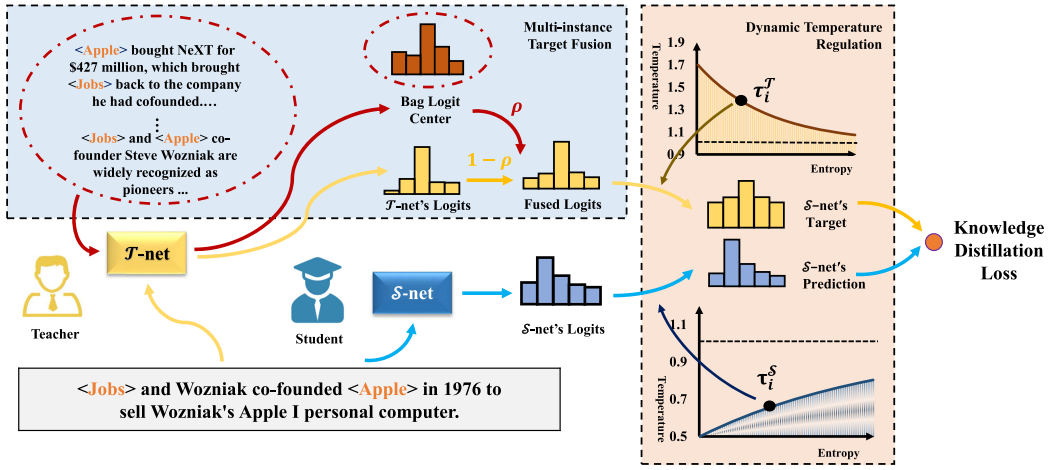 Multi-instance
Target Fusion
<Apple> bought NeXT for
$427 million, which brought
<Jobs> back to the company
he had cofounded.…
⋮
<Jobs> and <Apple> co-
founder Steve Wozniak are
widely recognized as
pioneers ...
Bag Logit
Center
ρ
1 − ρ
𝒯-net's Logits
Fused Logits
𝒯-net
Teacher
Student
𝒮-net
𝒮-net's Logits
<Jobs> and Wozniak co-founded <Apple> in 1976 to
sell Wozniak's Apple I personal computer.
Dynamic Temperature
Regulation
Temperature
1.9
1.7
1.5
1.3
1.1
0.9
τᵢ𝒯
Entropy
𝒮-net's
Target
𝒮-net's
Prediction
Temperature
1.1
0.9
0.7
0.5
τᵢ𝒮
Entropy
Knowledge
Distillation
Loss